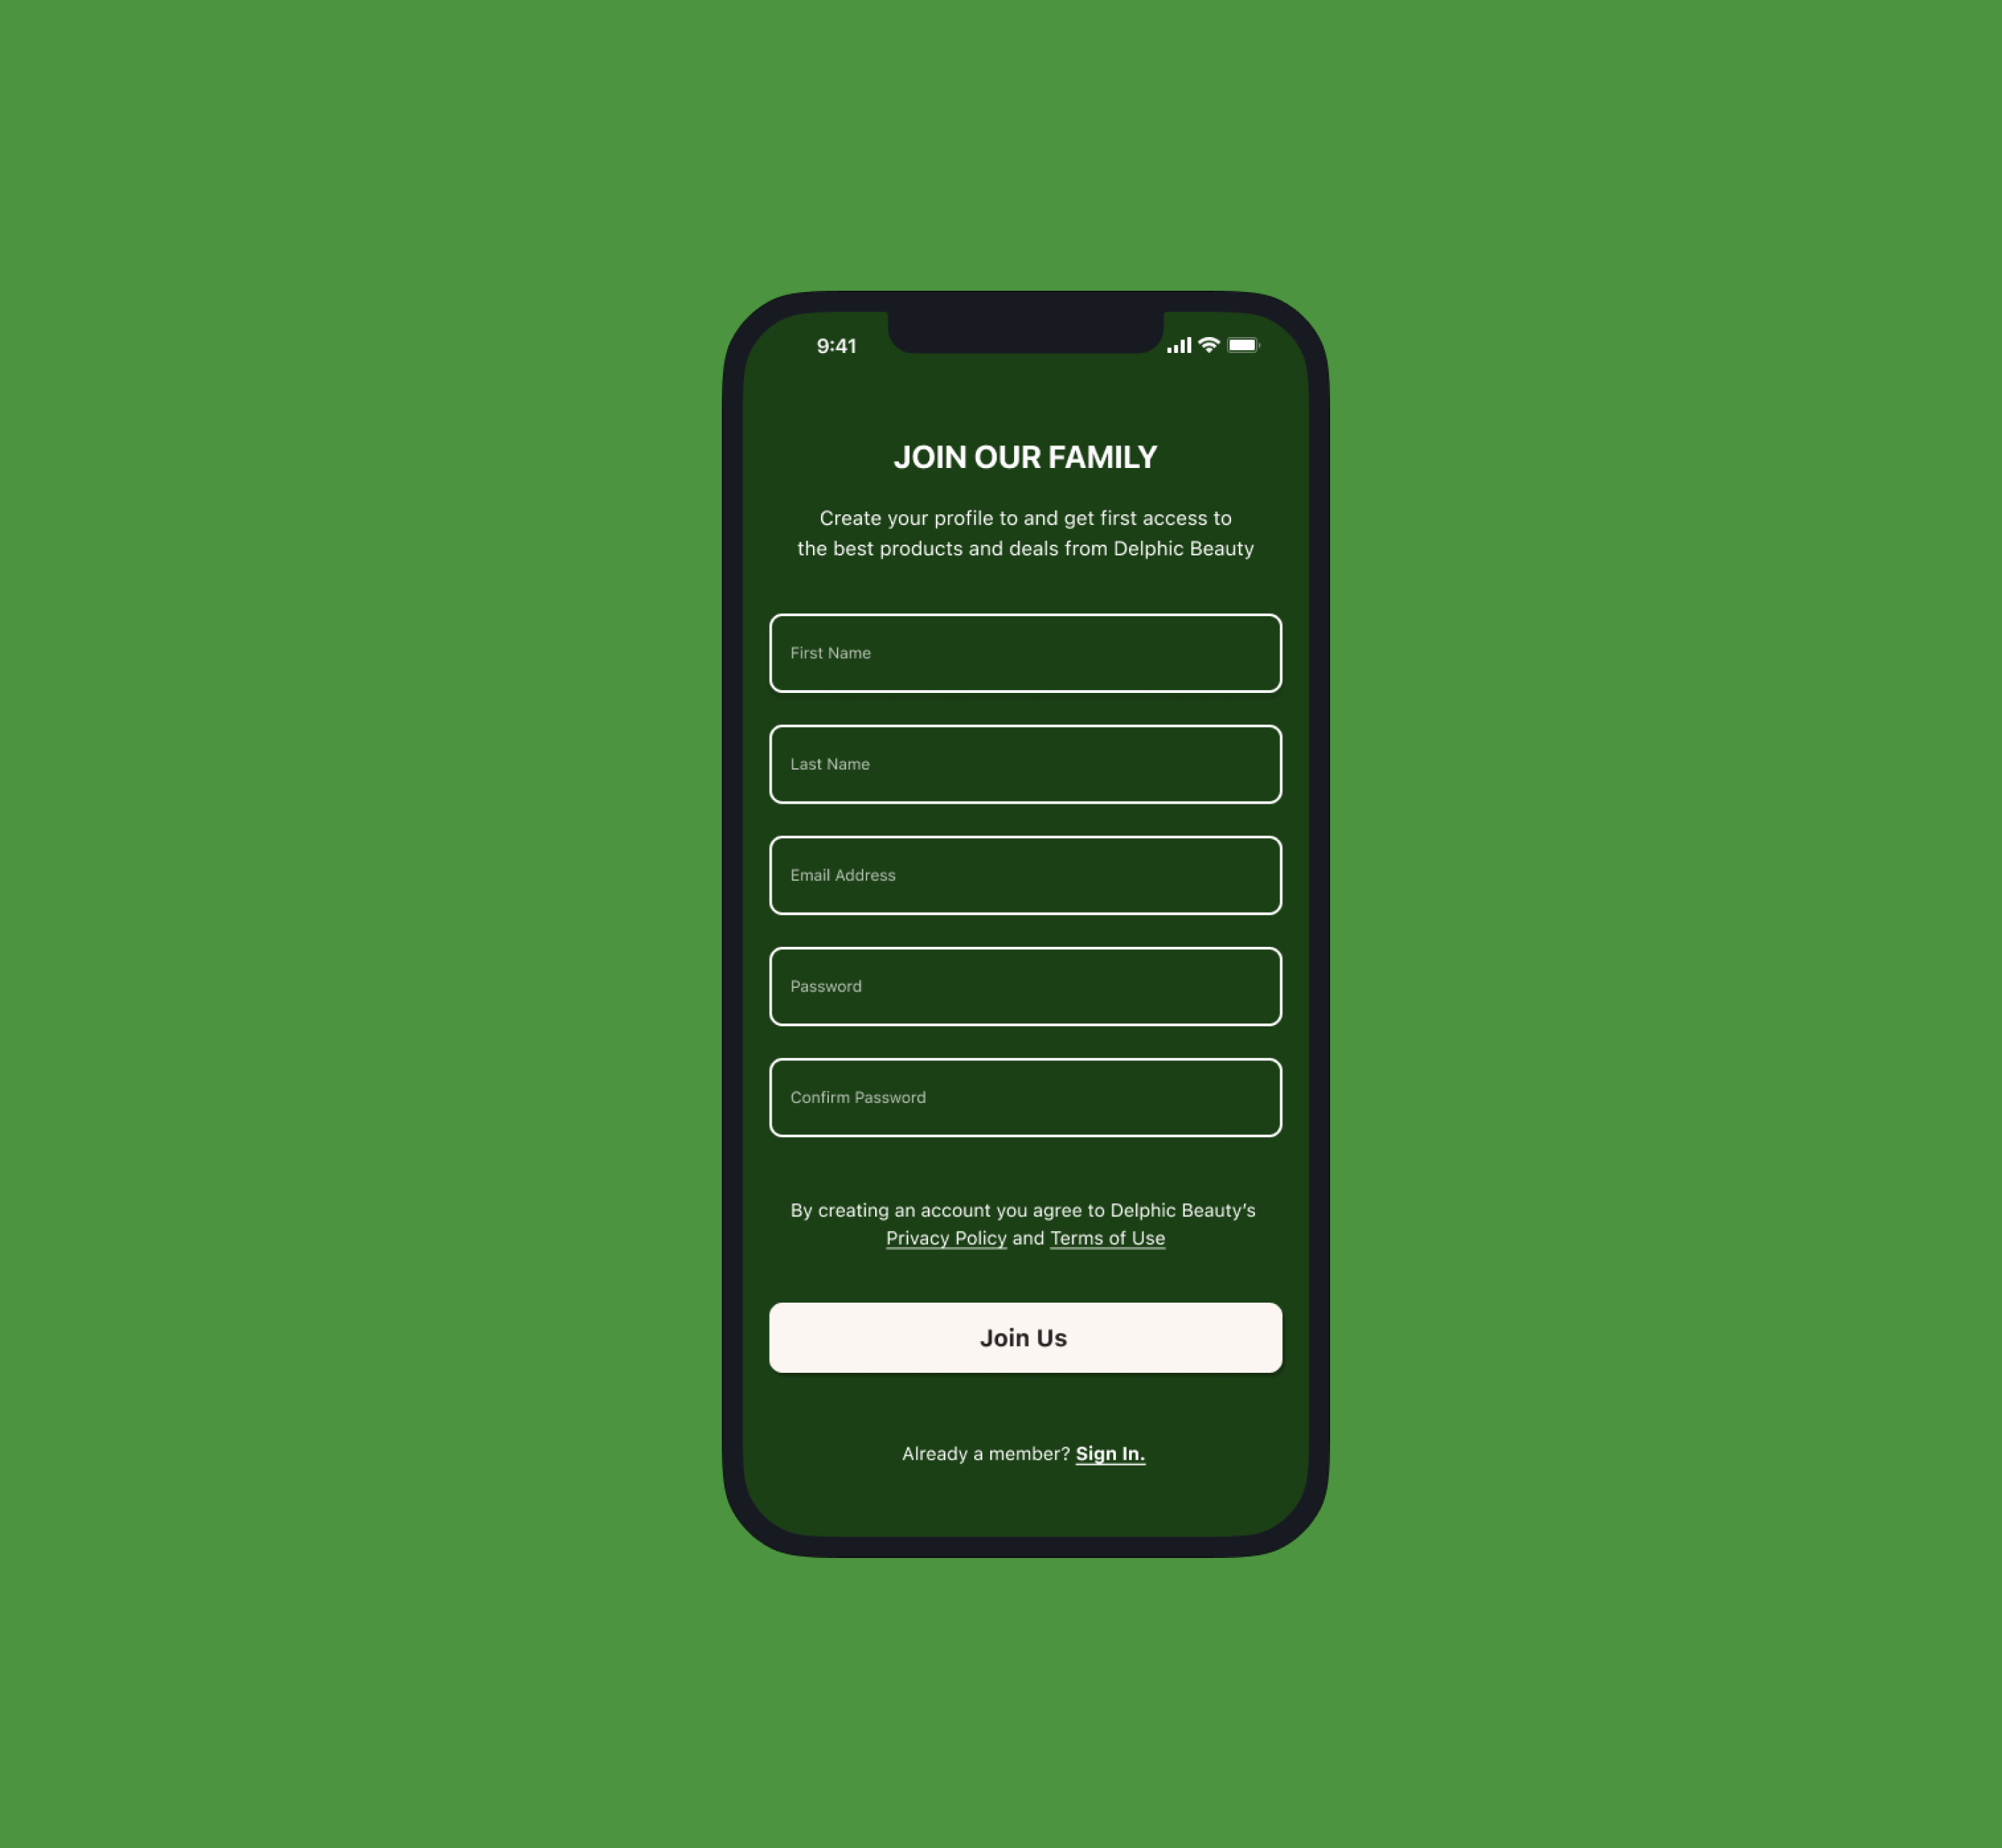 9:41
JOIN OUR FAMILY
Create your profile to and get first access to
the best products and deals from Delphic Beauty
First Name
Last Name
Email Address
Password
Confirm Password
By creating an account you agree to Delphic Beauty’s
Privacy Policy and Terms of Use
Join Us
Already a member? Sign In.